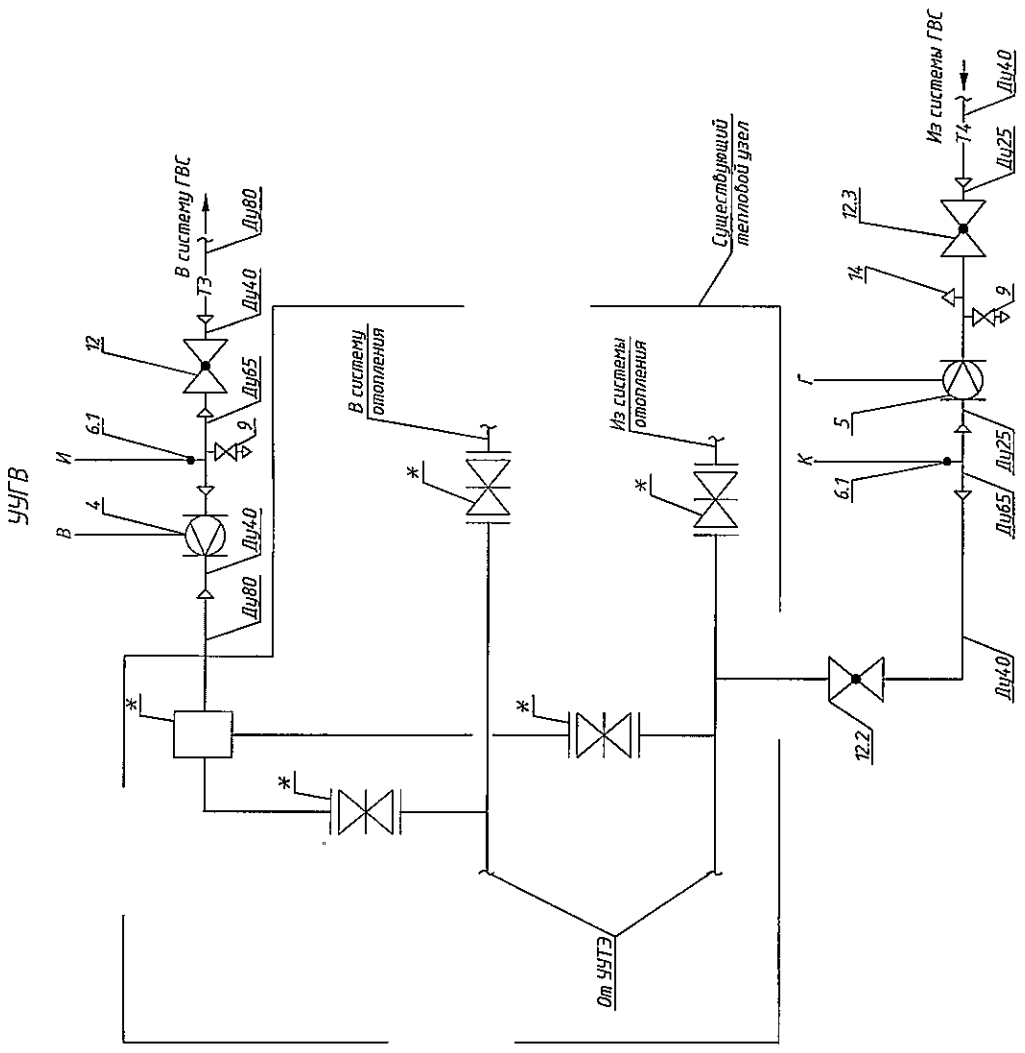 УУГВ
В систему ГВС
Т3
Ду80
Ду40
12
Ду65
6.1
И
9
4
В
Ду40
Ду80
*
*
В систему
отопления
*
Существующий
тепловой узел
Из системы
отопления
*
*
От УУТЭ
Из системы ГВС
Т4
Ду40
Ду25
12.3
14
9
Г
5
Ду25
К
6.1
Ду65
Ду40
12.2